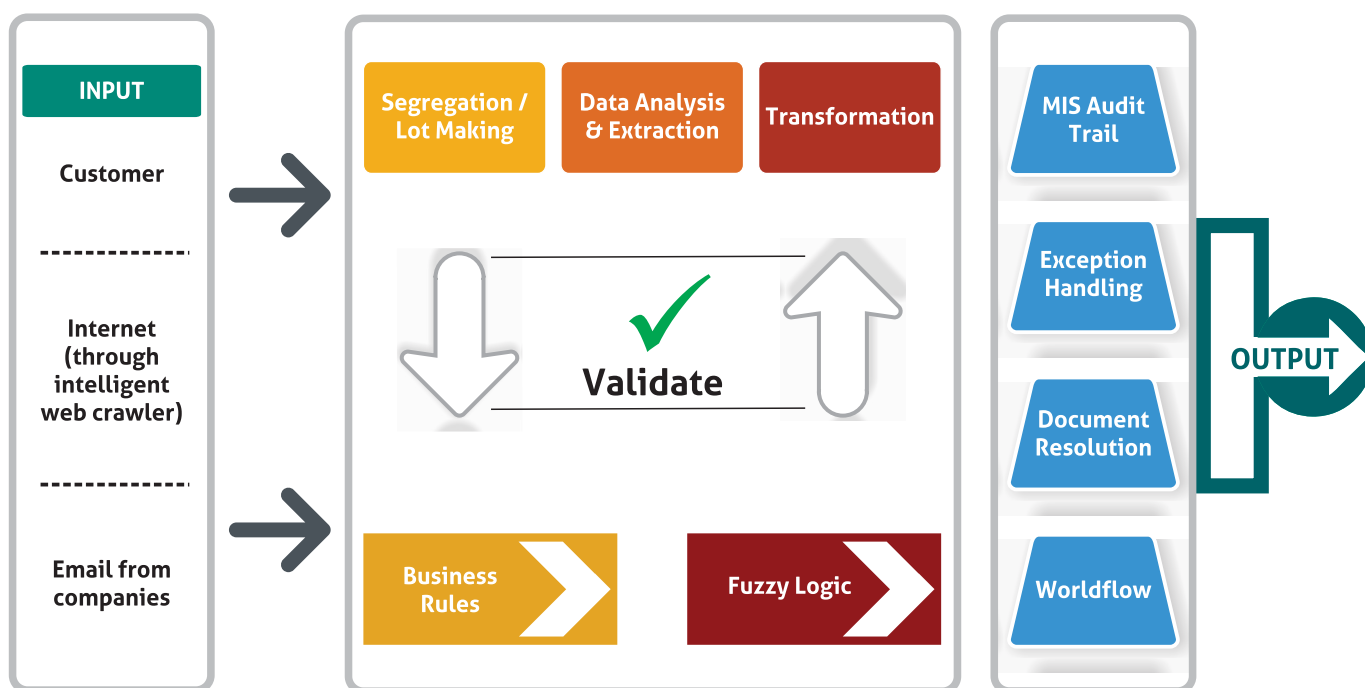 INPUT
Customer
Internet
(through
intelligent
web crawler)
Email from
companies
Segregation /
Lot Making
Data Analysis
& Extraction
Transformation
Validate
Business
Rules
Fuzzy Logic
MIS Audit
Trail
Exception
Handling
Document
Resolution
Worldflow
OUTPUT